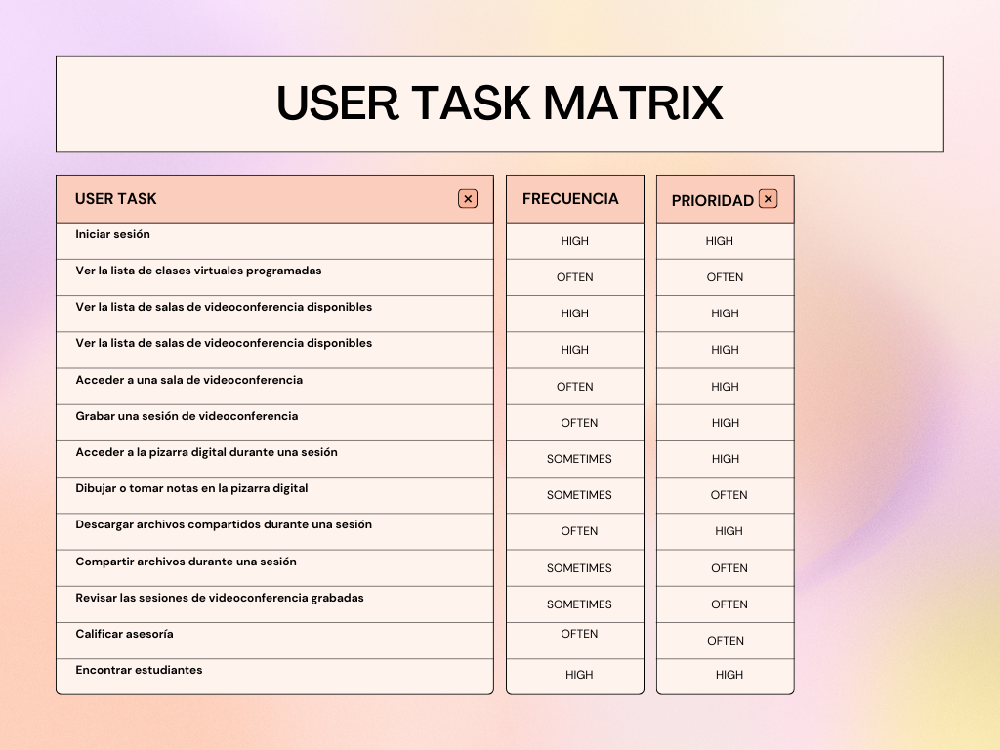 USER TASK MATRIX
USER TASK × FRECUENCIA PRIORIDAD ×
Iniciar sesión HIGH HIGH
Ver la lista de clases virtuales programadas OFTEN OFTEN
Ver la lista de salas de videoconferencia disponibles HIGH HIGH
Ver la lista de salas de videoconferencia disponibles HIGH HIGH
Acceder a una sala de videoconferencia OFTEN HIGH
Grabar una sesión de videoconferencia OFTEN HIGH
Acceder a la pizarra digital durante una sesión SOMETIMES HIGH
Dibujar o tomar notas en la pizarra digital SOMETIMES OFTEN
Descargar archivos compartidos durante una sesión OFTEN HIGH
Compartir archivos durante una sesión SOMETIMES OFTEN
Revisar las sesiones de videoconferencia grabadas SOMETIMES OFTEN
Calificar asesoría OFTEN OFTEN
Encontrar estudiantes HIGH HIGH